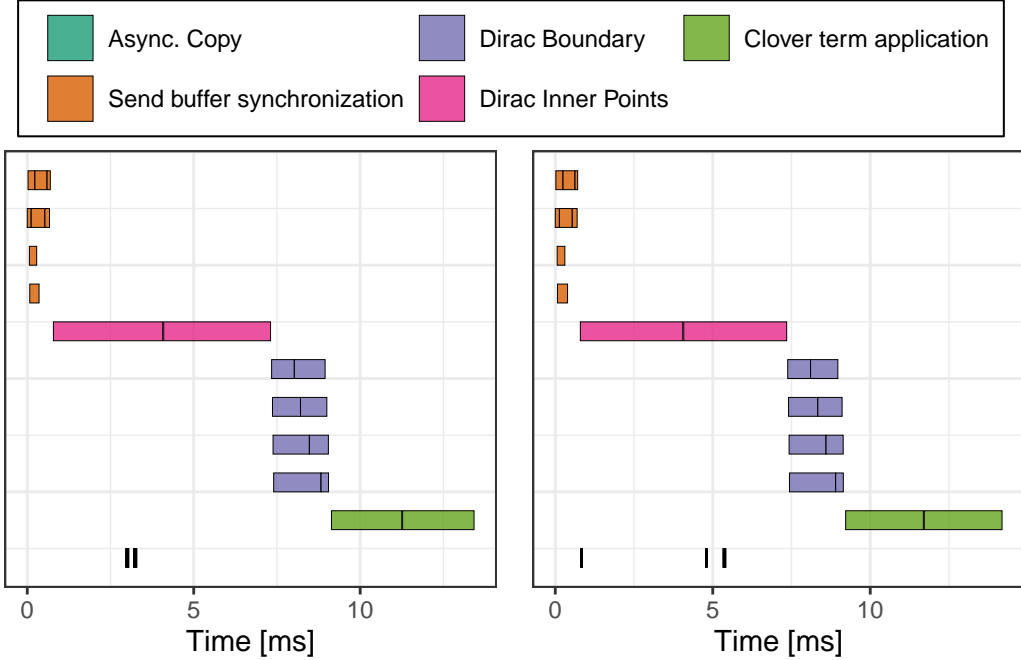 Async. Copy
Dirac Boundary
Clover term application
Send buffer synchronization
Dirac Inner Points
0 5 10
0 5 10
Time [ms]
Time [ms]